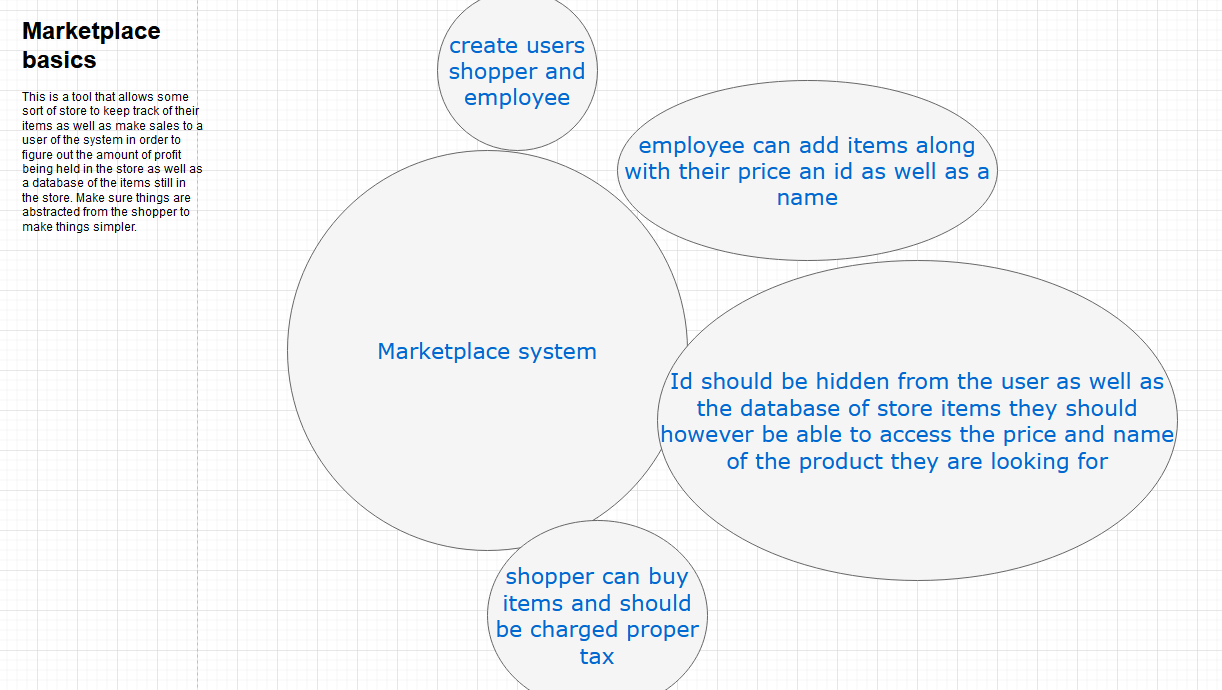 Marketplace
basics
This is a tool that allows some
sort of store to keep track of their
items as well as make sales to a
user of the system in order to
figure out the amount of profit
being held in the store as well as
a database of the items still in
the store. Make sure things are
abstracted from the shopper to
make things simpler.
create users
shopper and
employee
employee can add items along
with their price an id as well as a
name
Marketplace system
Id should be hidden from the user as well as
the database of store items they should
however be able to access the price and name
of the product they are looking for
shopper can buy
items and should
be charged proper
tax